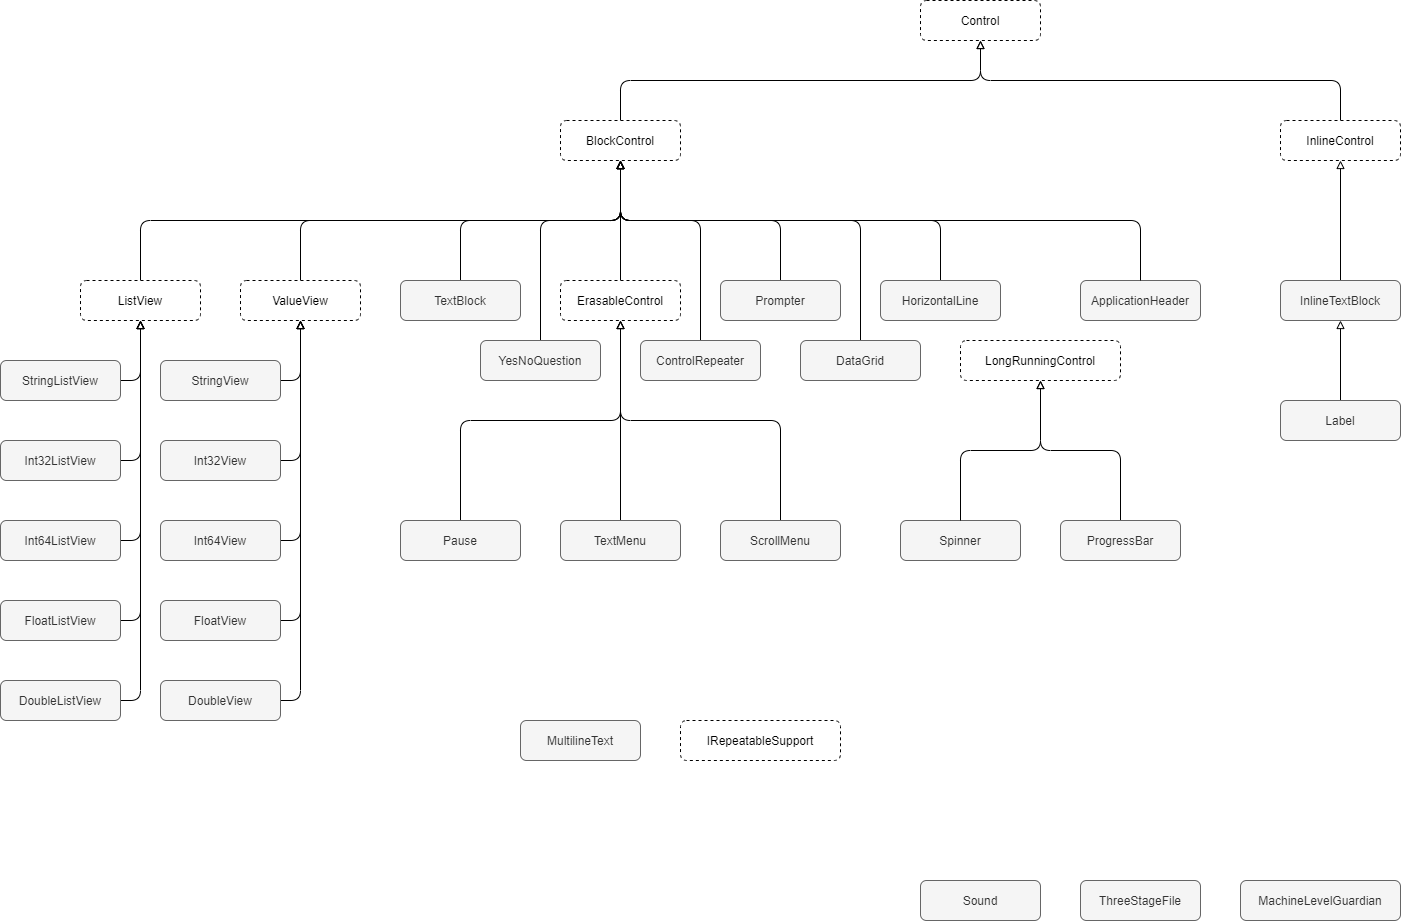 Control
BlockControl
InlineControl
ListView
ValueView
TextBlock
ErasableControl
Prompter
HorizontalLine
ApplicationHeader
InlineTextBlock
YesNoQuestion
ControlRepeater
DataGrid
LongRunningControl
StringListView
StringView
Label
Int32ListView
Int32View
Int64ListView
Int64View
Pause
TextMenu
ScrollMenu
Spinner
ProgressBar
FloatListView
FloatView
DoubleListView
DoubleView
MultilineText
IRepeatableSupport
Sound
ThreeStageFile
MachineLevelGuardian